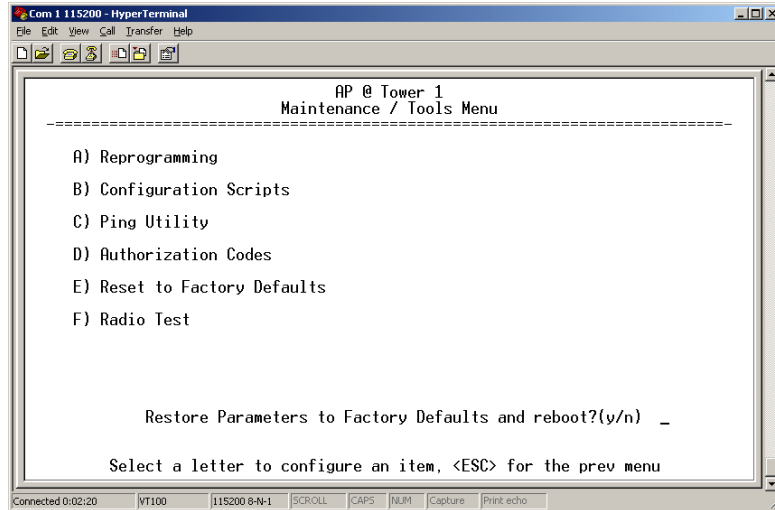 Com 1 115200 - HyperTerminal
File Edit View Call Transfer Help
AP @ Tower 1
Maintenance / Tools Menu
-==========================================================================-
A) Reprogramming
B) Configuration Scripts
C) Ping Utility
D) Authorization Codes
E) Reset to Factory Defaults
F) Radio Test
Restore Parameters to Factory Defaults and reboot?(y/n) _
Select a letter to configure an item, <ESC> for the prev menu
Connected 0:02:20 VT100 115200 8-N-1 SCROLL CAPS NUM Capture Print echo